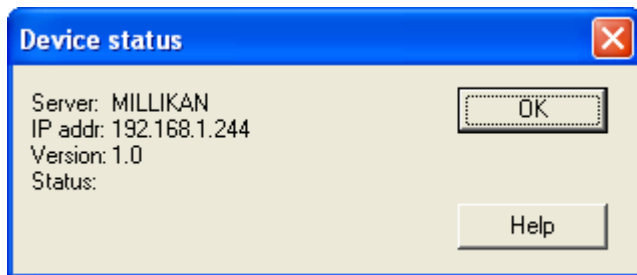 Device status
Server: MILLIKAN
IP addr: 192.168.1.244
Version: 1.0
Status:
OK
Help